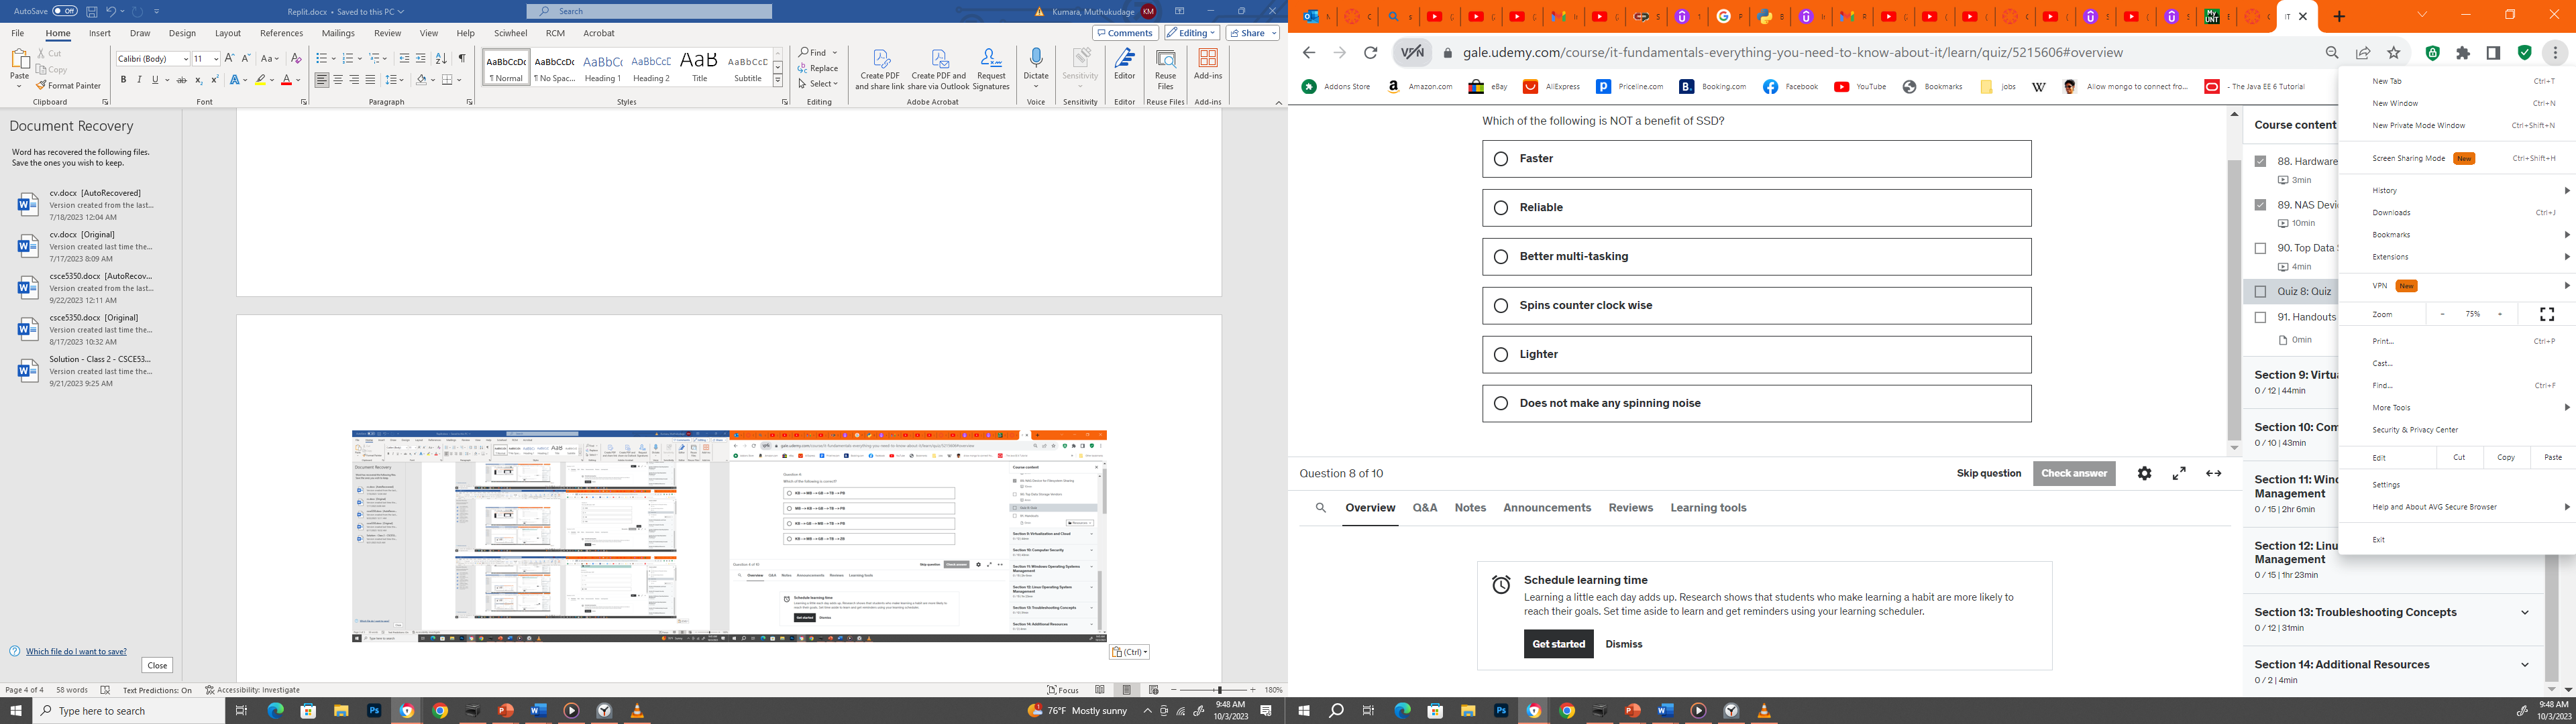 AutoSave Off
Replit.docx • Saved to this PC
Search
Kumara, Muthukudage KM
File Home Insert Draw Design Layout References Mailings Review View Help Sciwheel RCM Acrobat
Comments Editing Share
Paste
Cut
Copy
Format Painter
Clipboard
Calibri (Body) 11
Font
Paragraph
AaBbCcDc AaBbCcDc AaBbCc AaBbCcC AaB AaBbCcC
¶ Normal ¶ No Spac... Heading 1 Heading 2 Title Subtitle
Styles
Find
Replace
Select
Editing
Create PDF and share link
Create PDF and share via Outlook
Request Signatures
Adobe Acrobat
Dictate
Voice
Sensitivity
Sensitivity
Editor
Editor
Reuse Files
Reuse Files
Add-ins
Add-ins
Document Recovery
Word has recovered the following files.
Save the ones you wish to keep.
cv.docx [AutoRecovered]
Version created from the last...
7/18/2023 12:04 AM
cv.docx [Original]
Version created last time the...
7/17/2023 8:09 AM
csce5350.docx [AutoRecov...
Version created from the last...
9/22/2023 12:11 AM
csce5350.docx [Original]
Version created last time the...
8/17/2023 10:32 AM
Solution - Class 2 - CSCE53...
Version created last time the...
9/21/2023 9:25 AM
Which file do I want to save?
Close
(Ctrl)
Page 4 of 4 58 words Text Predictions: On Accessibility: Investigate
Focus 180%
Type here to search
76°F Mostly sunny
9:48 AM
10/3/2023
gale.udemy.com/course/it-fundamentals-everything-you-need-to-know-about-it/learn/quiz/5215606#overview
Addons Store Amazon.com eBay AliExpress Priceline.com Booking.com Facebook YouTube Bookmarks jobs Allow mongo to connect fro... - The Java EE 6 Tutorial
Which of the following is NOT a benefit of SSD?
Faster
Reliable
Better multi-tasking
Spins counter clock wise
Lighter
Does not make any spinning noise
Question 8 of 10
Skip question
Check answer
Overview Q&A Notes Announcements Reviews Learning tools
Schedule learning time
Learning a little each day adds up. Research shows that students who make learning a habit are more likely to
reach their goals. Set time aside to learn and get reminders using your learning scheduler.
Get started Dismiss
Course content
88. Hardware
3min
89. NAS Devi
10min
90. Top Data
4min
Quiz 8: Quiz
91. Handouts
0min
Section 9: Virtua
0 / 12 | 44min
Section 10: Com
0 / 10 | 43min
Section 11: Wind
Management
0 / 15 | 2hr 6min
Section 12: Linu
Management
0 / 15 | 1hr 23min
Section 13: Troubleshooting Concepts
0 / 12 | 31min
Section 14: Additional Resources
0 / 2 | 4min
New Tab Ctrl+T
New Window Ctrl+N
New Private Mode Window Ctrl+Shift+N
Screen Sharing Mode New Ctrl+Shift+H
History
Downloads Ctrl+J
Bookmarks
Extensions
VPN New
Zoom - 75% +
Print... Ctrl+P
Cast...
Find... Ctrl+F
More Tools
Security & Privacy Center
Edit Cut Copy Paste
Settings
Help and About AVG Secure Browser
Exit
9:48 AM
10/3/2023